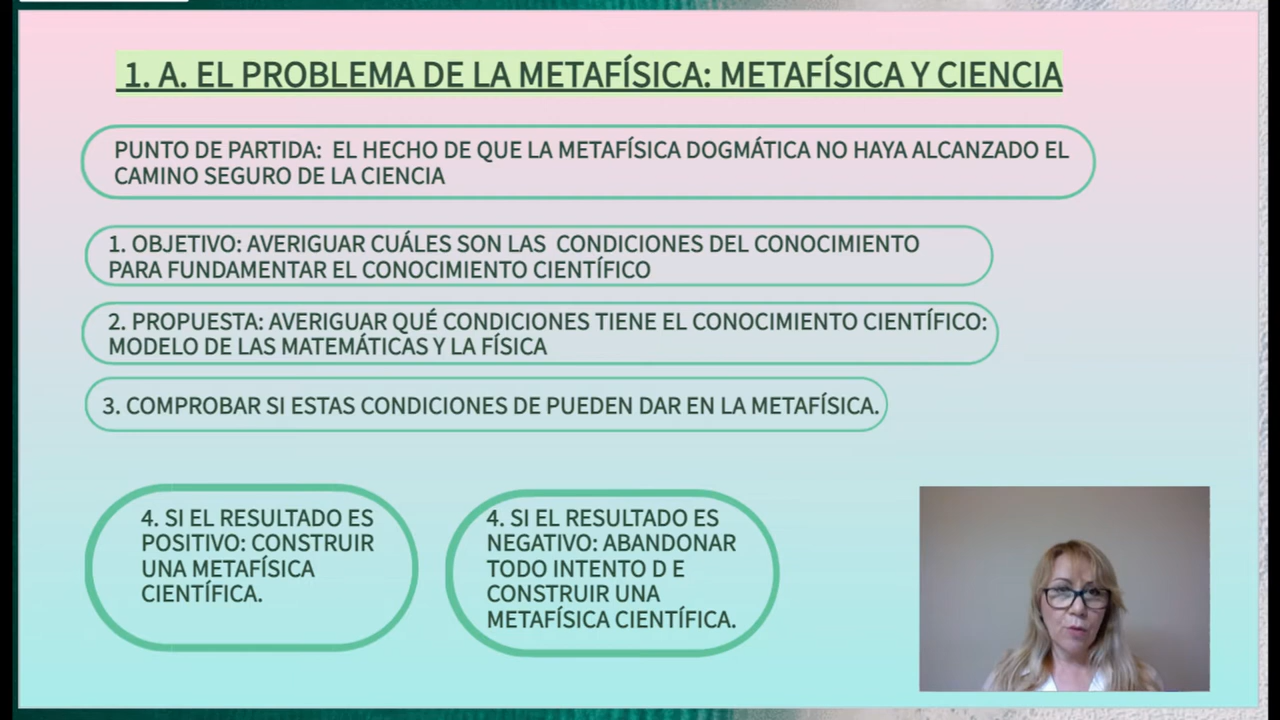 1. A. EL PROBLEMA DE LA METAFÍSICA: METAFÍSICA Y CIENCIA
PUNTO DE PARTIDA: EL HECHO DE QUE LA METAFÍSICA DOGMÁTICA NO HAYA ALCANZADO EL
CAMINO SEGURO DE LA CIENCIA
1. OBJETIVO: AVERIGUAR CUÁLES SON LAS CONDICIONES DEL CONOCIMIENTO
PARA FUNDAMENTAR EL CONOCIMIENTO CIENTÍFICO
2. PROPUESTA: AVERIGUAR QUÉ CONDICIONES TIENE EL CONOCIMIENTO CIENTÍFICO:
MODELO DE LAS MATEMÁTICAS Y LA FÍSICA
3. COMPROBAR SI ESTAS CONDICIONES DE PUEDEN DAR EN LA METAFÍSICA.
4. SI EL RESULTADO ES
POSITIVO: CONSTRUIR
UNA METAFÍSICA
CIENTÍFICA.
4. SI EL RESULTADO ES
NEGATIVO: ABANDONAR
TODO INTENTO D E
CONSTRUIR UNA
METAFÍSICA CIENTÍFICA.